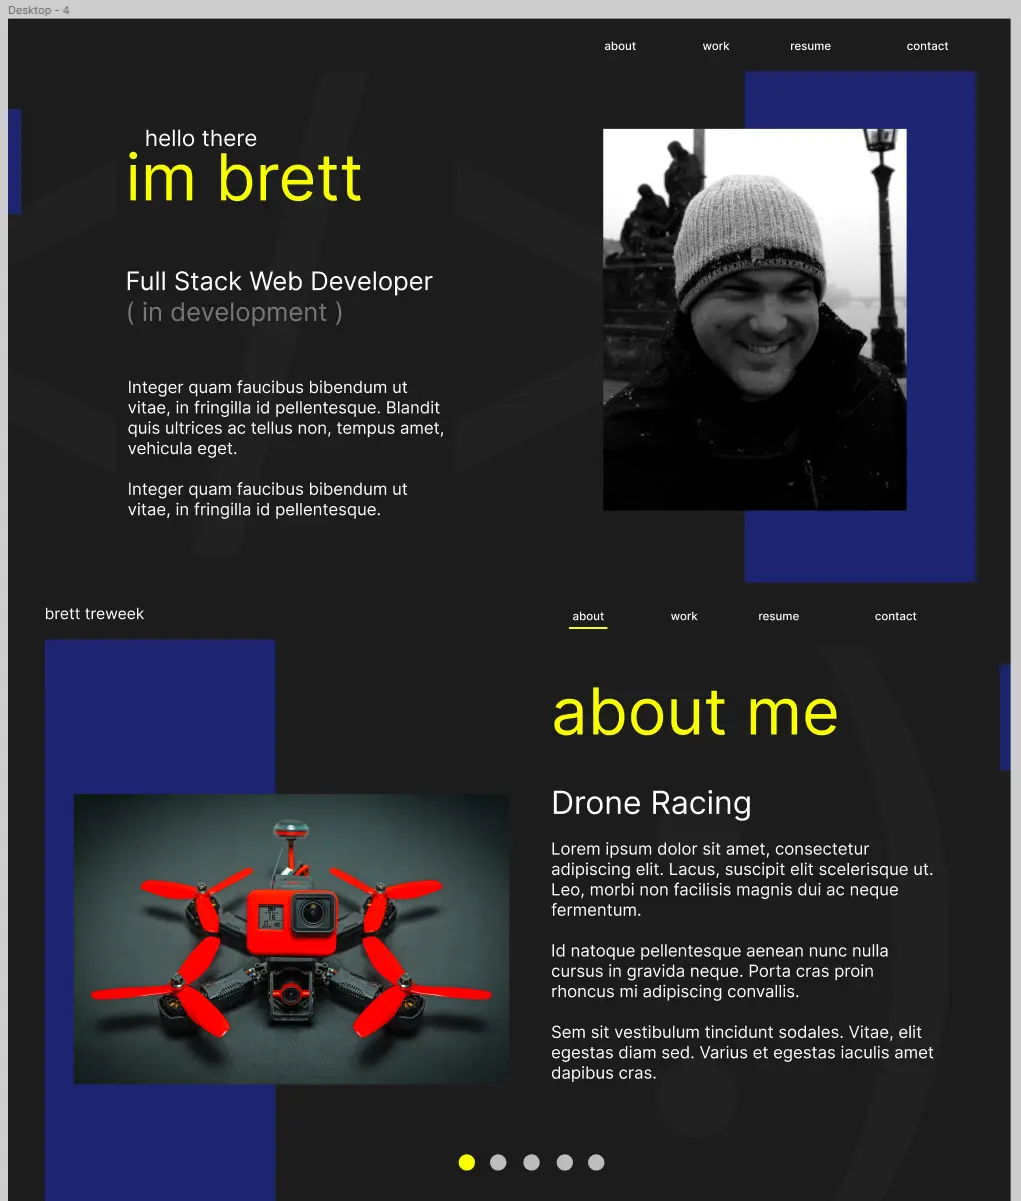 Desktop - 4
about work resume contact
hello there
im brett
Full Stack Web Developer
( in development )
Integer quam faucibus bibendum ut
vitae, in fringilla id pellentesque. Blandit
quis ultrices ac tellus non, tempus amet,
vehicula eget.
Integer quam faucibus bibendum ut
vitae, in fringilla id pellentesque.
brett treweek
about work resume contact
about me
Drone Racing
Lorem ipsum dolor sit amet, consectetur
adipiscing elit. Lacus, suscipit elit scelerisque ut.
Leo, morbi non facilisis magnis dui ac neque
fermentum.
Id natoque pellentesque aenean nunc nulla
cursus in gravida neque. Porta cras proin
rhoncus mi adipiscing convallis.
Sem sit vestibulum tincidunt sodales. Vitae, elit
egestas diam sed. Varius et egestas iaculis amet
dapibus cras.